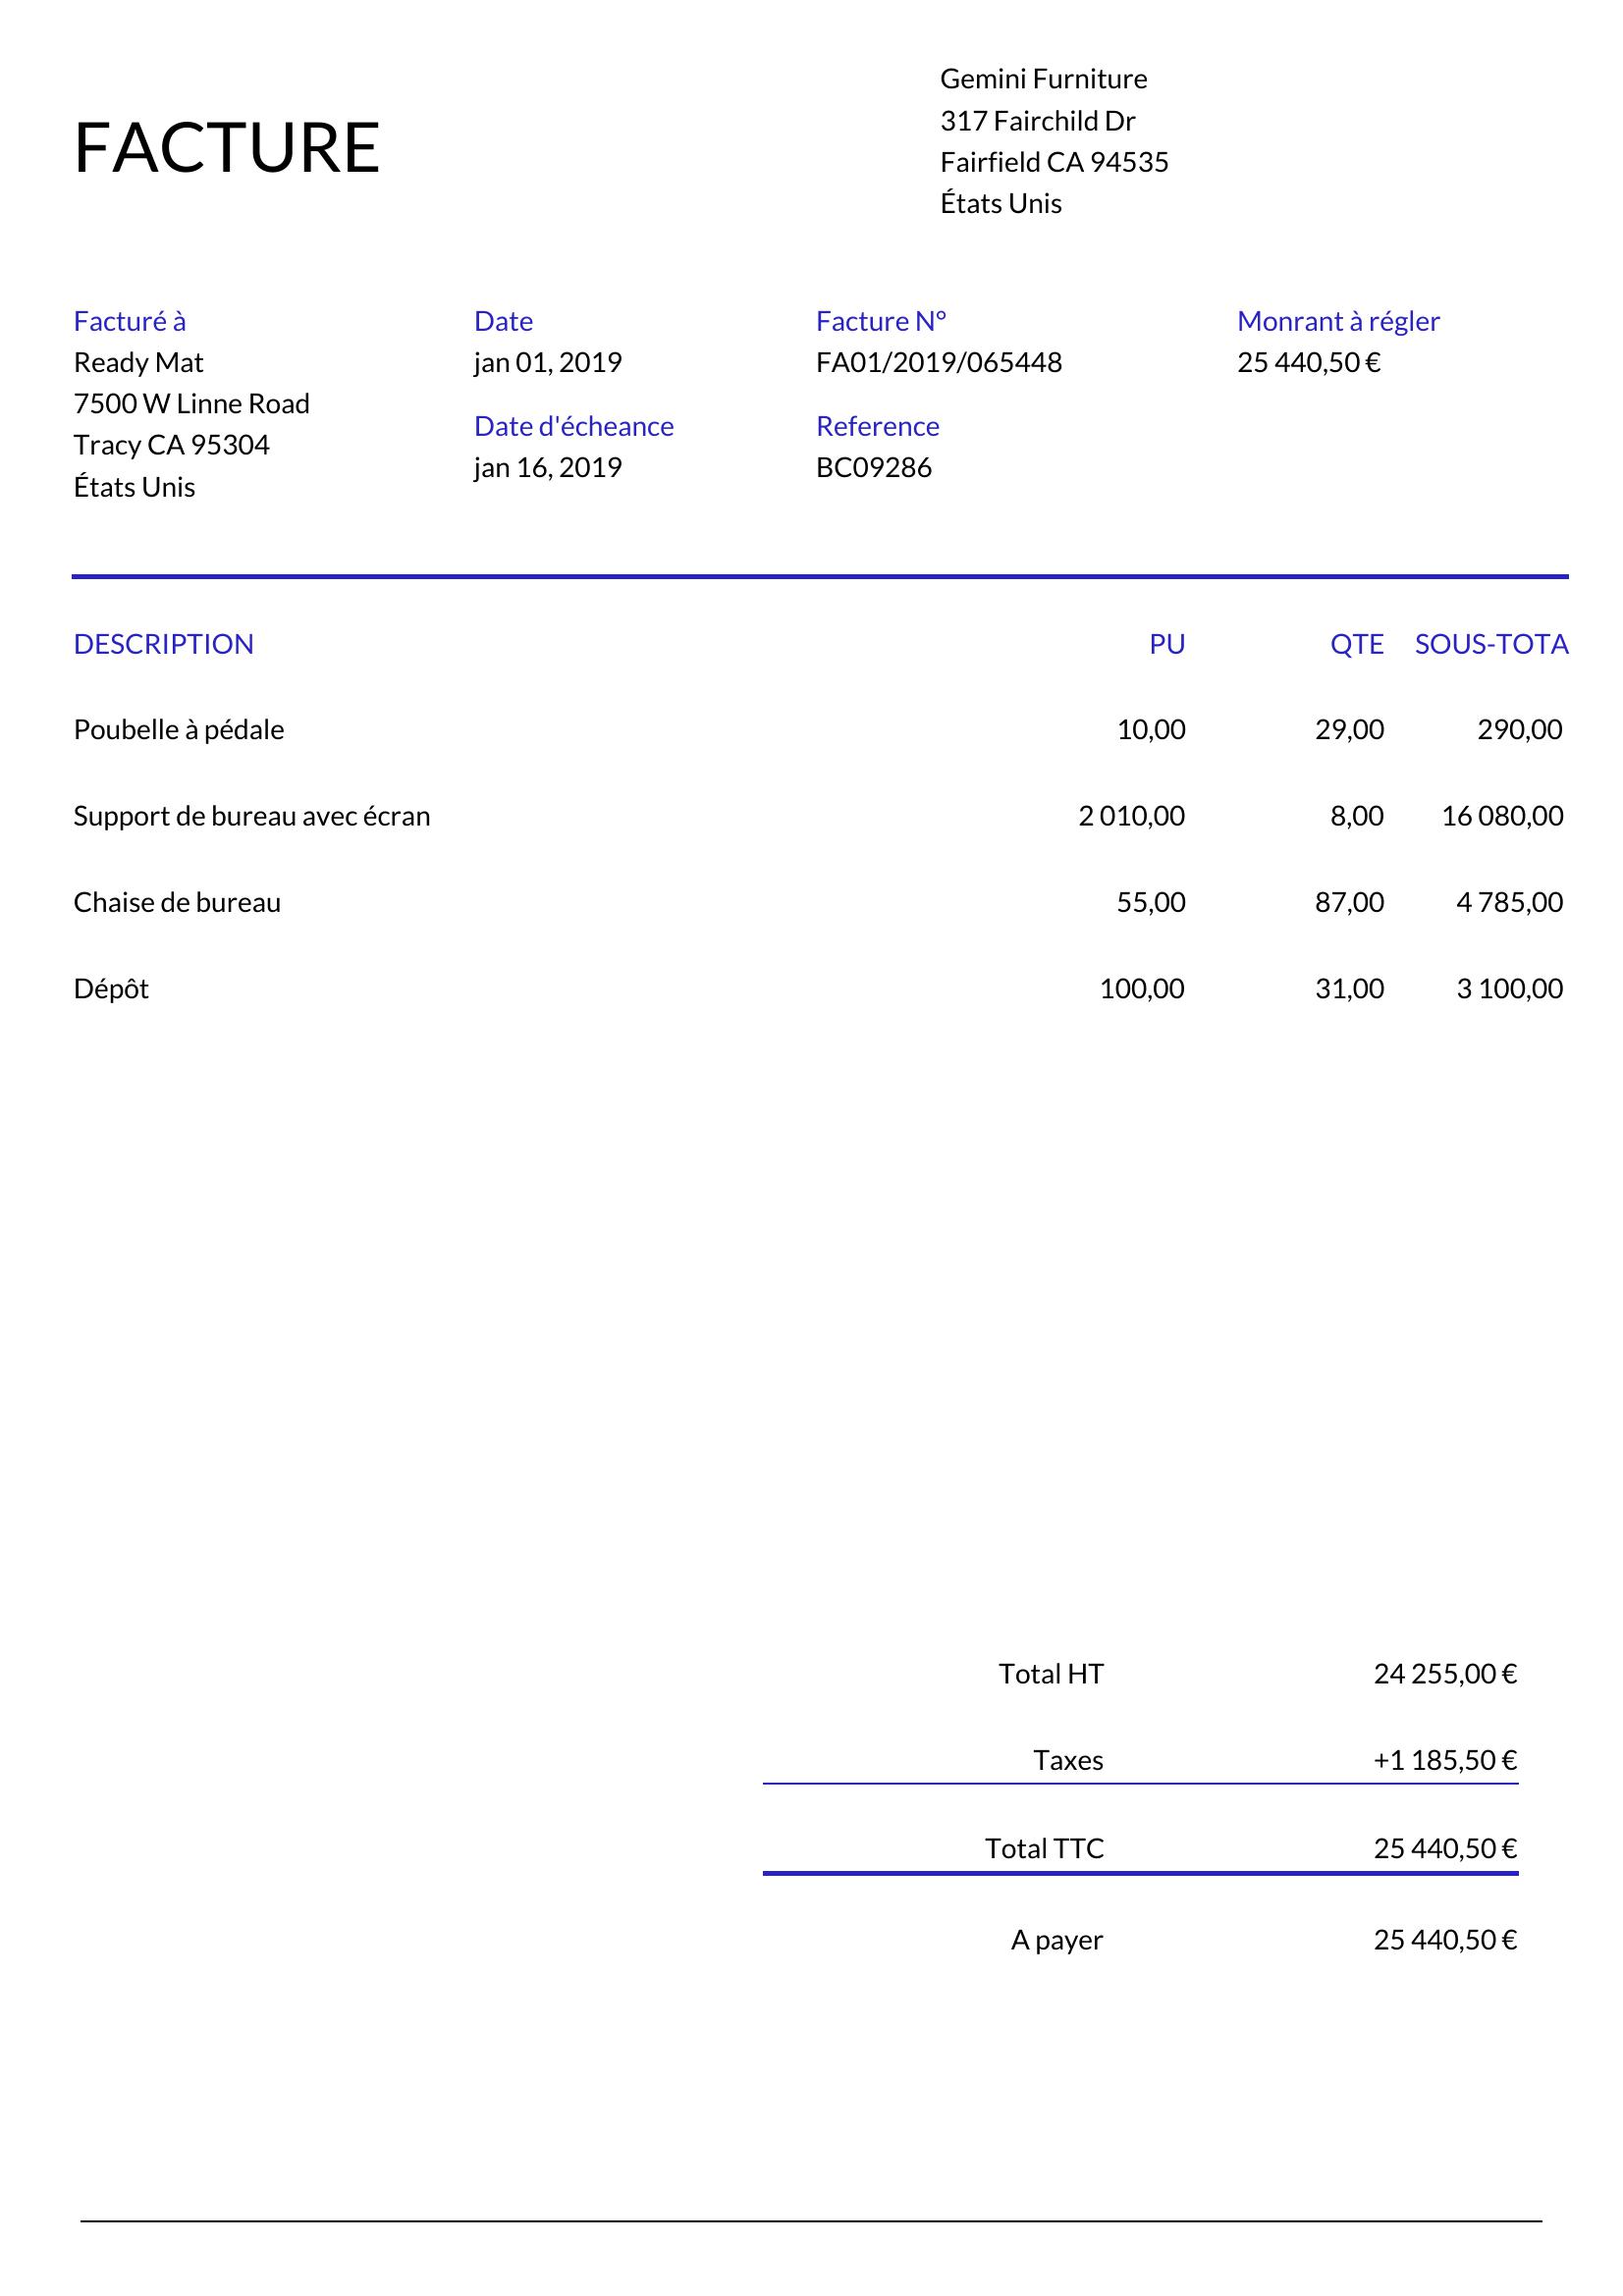 FACTURE
Gemini Furniture
317 Fairchild Dr
Fairfield CA 94535
États Unis
Facturé à
Ready Mat
7500 W Linne Road
Tracy CA 95304
États Unis
Date
jan 01, 2019
Date d'écheance
jan 16, 2019
Facture N°
FA01/2019/065448
Reference
BC09286
Monrant à régler
25 440,50 €
DESCRIPTION PU QTE SOUS-TOTA
Poubelle à pédale 10,00 29,00 290,00
Support de bureau avec écran 2 010,00 8,00 16 080,00
Chaise de bureau 55,00 87,00 4 785,00
Dépôt 100,00 31,00 3 100,00
Total HT 24 255,00 €
Taxes +1 185,50 €
Total TTC 25 440,50 €
A payer 25 440,50 €